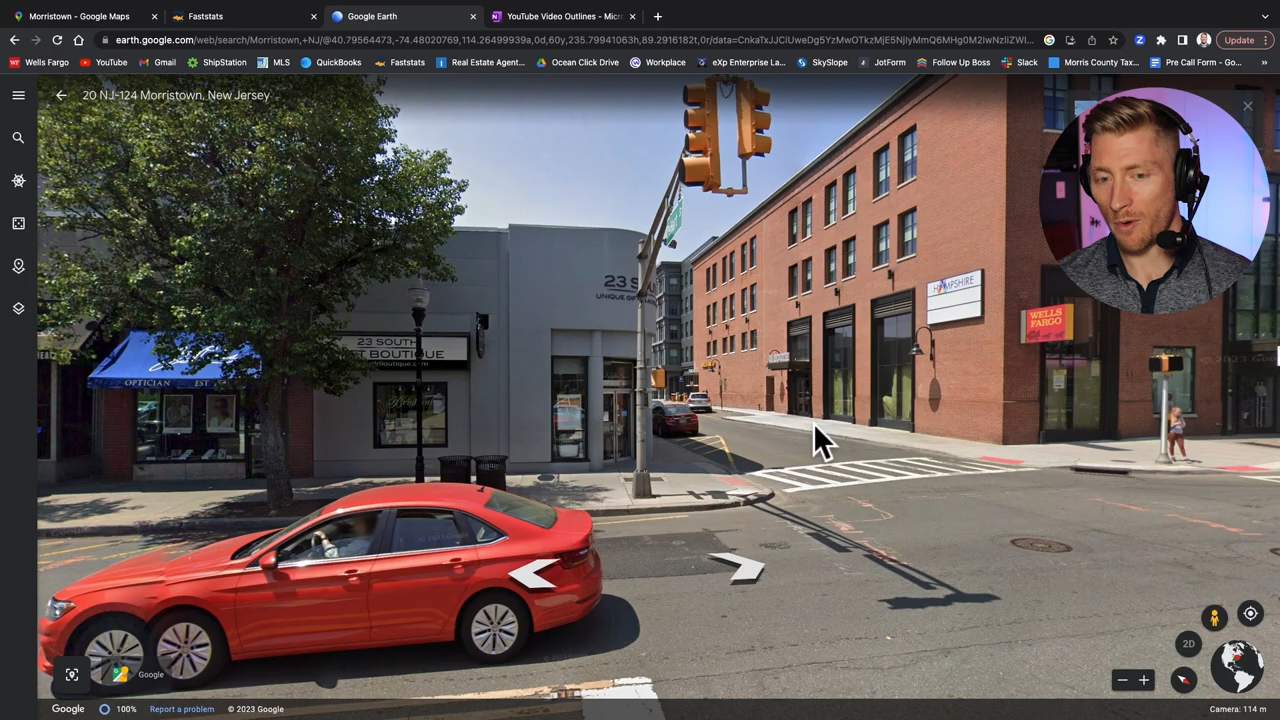 Morristown - Google Maps
Faststats
Google Earth
YouTube Video Outlines - Micr
earth.google.com/web/search/Morristown,+NJ/@40.79564473,-74.48020769,114.26499939a,0d,60y,235.79941063h,89.2916182t,0r/data=
Update
Wells Fargo
YouTube
Gmail
ShipStation
MLS
QuickBooks
Faststats
Real Estate Agent...
Ocean Click Drive
Workplace
eXp Enterprise La...
SkySlope
JotForm
Follow Up Boss
Slack
Morris County Tax...
Pre Call Form - Go...
20 NJ-124 Morristown, New Jersey
23 S
UNIQUE
HAMPSHIRE
WELLS
FARGO
23 SOUTH
T BOUTIQUE
OPTICIAN EST
2D
Google
Google
100%
Report a problem
© 2023 Google
Camera: 114 m